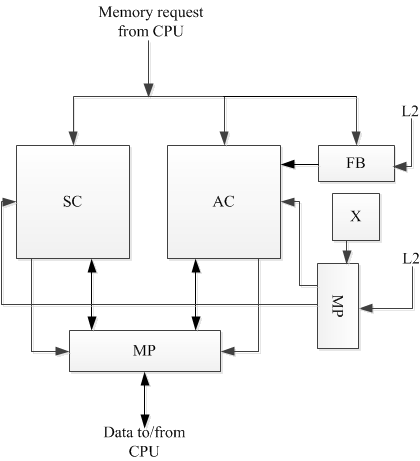 Memory request
from CPU
L2
FB
SC
AC
X
L2
MP
MP
Data to/from
CPU